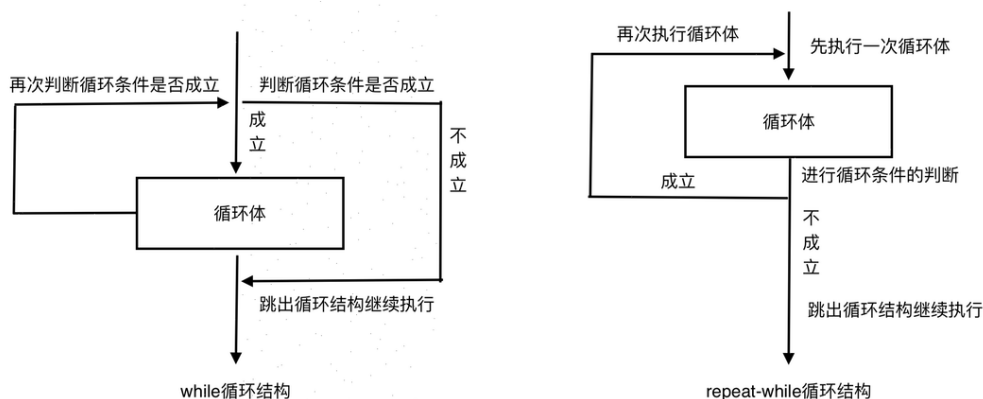 再次判断循环条件是否成立
判断循环条件是否成立
成立
不成立
循环体
跳出循环结构继续执行
while循环结构
再次执行循环体
先执行一次循环体
循环体
进行循环条件的判断
成立
不成立
跳出循环结构继续执行
repeat-while循环结构